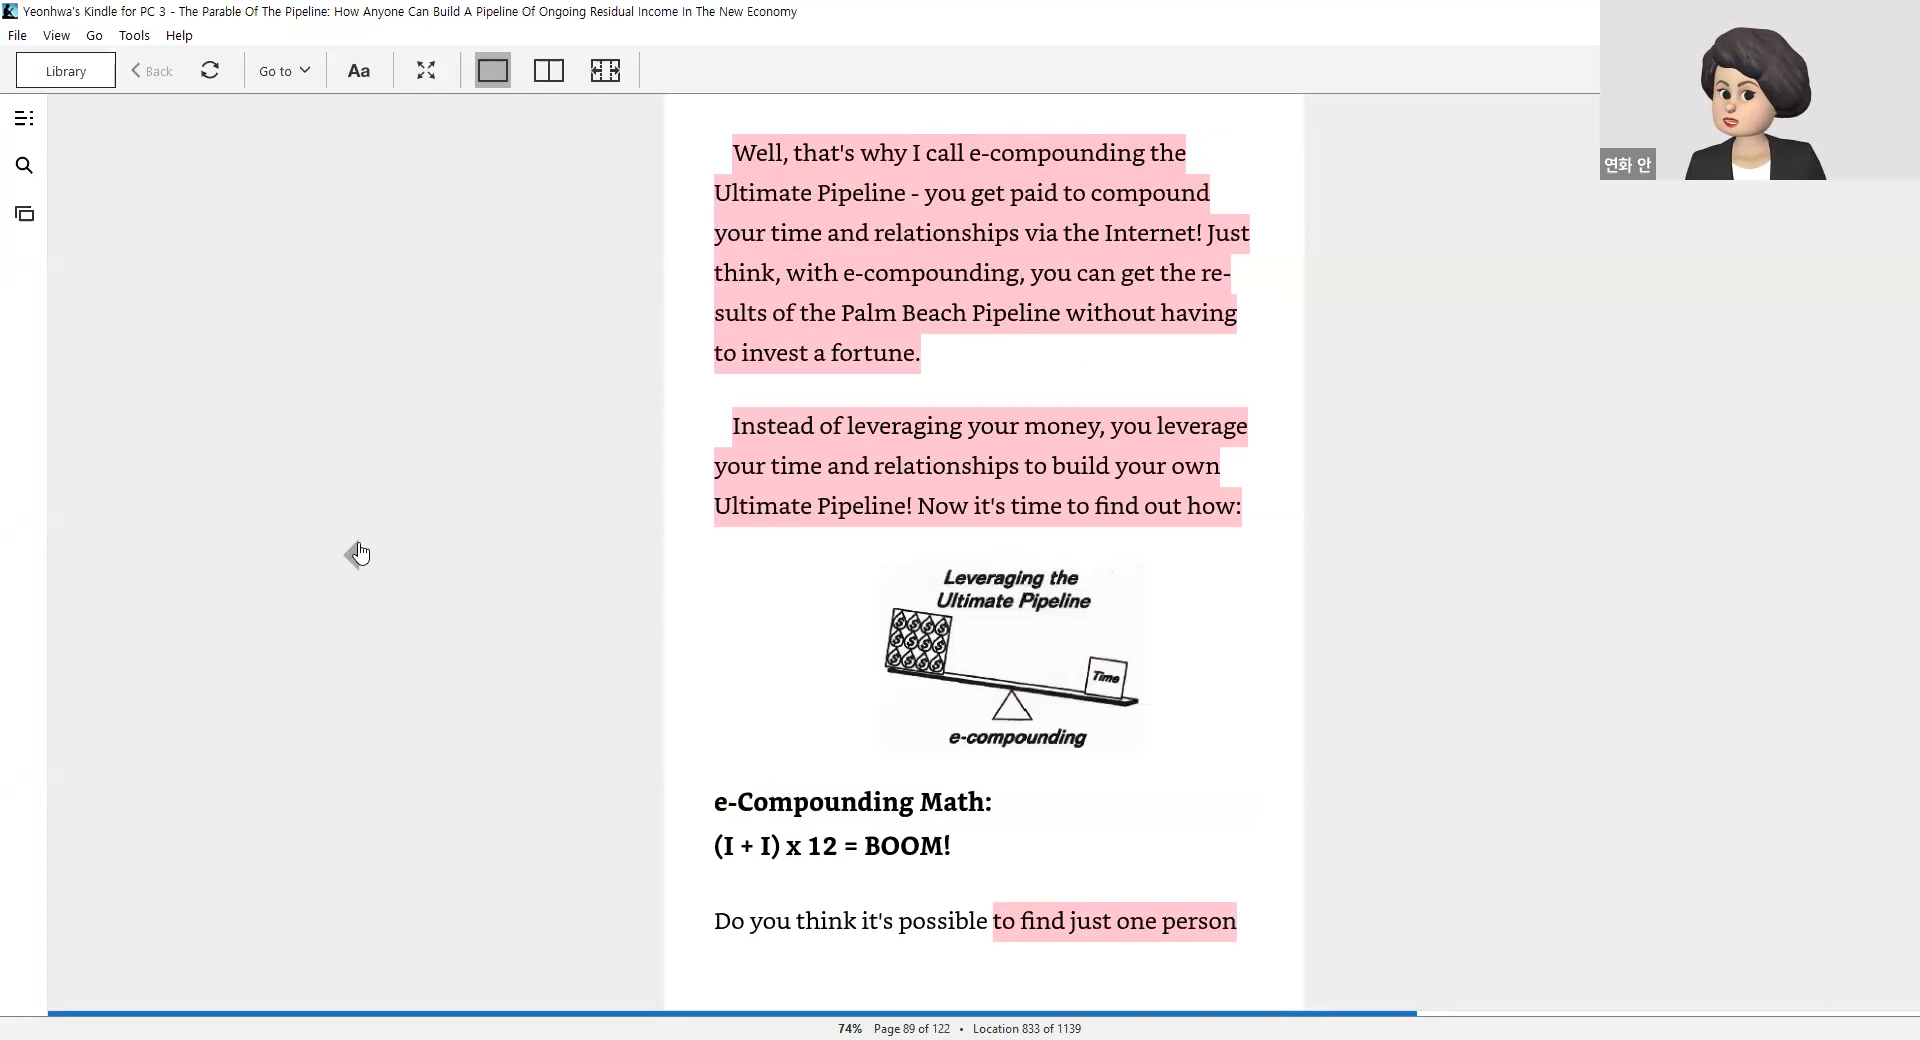 Yeonhwa's Kindle for PC 3 - The Parable Of The Pipeline: How Anyone Can Build A Pipeline Of Ongoing Residual Income In The New Economy
File View Go Tools Help
Library Back Go to Aa
연화 안
Well, that's why I call e-compounding the
Ultimate Pipeline - you get paid to compound
your time and relationships via the Internet! Just
think, with e-compounding, you can get the re-
sults of the Palm Beach Pipeline without having
to invest a fortune.
Instead of leveraging your money, you leverage
your time and relationships to build your own
Ultimate Pipeline! Now it's time to find out how:
Leveraging the
Ultimate Pipeline
$ $ $ $
$ $ $ $
$ $ $ $
Time
e-compounding
e-Compounding Math:
(I + I) x 12 = BOOM!
Do you think it's possible to find just one person
74% Page 89 of 122 • Location 833 of 1139